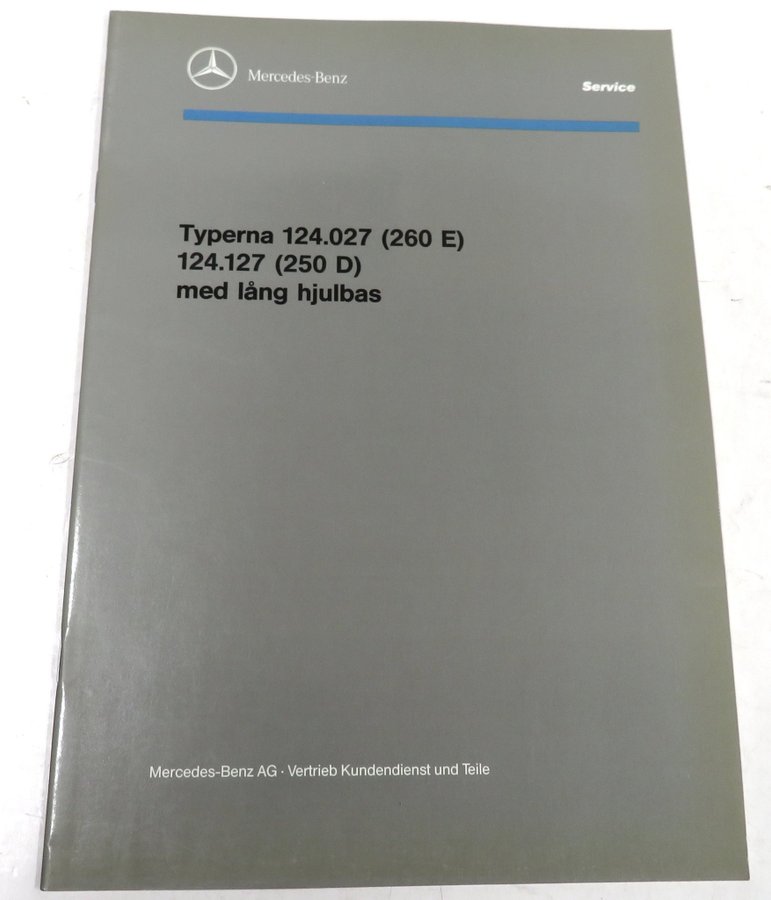 Mercedes-Benz
Service
Typerna 124.027 (260 E)
124.127 (250 D)
med lång hjulbas
Mercedes-Benz AG · Vertrieb Kundendienst und Teile